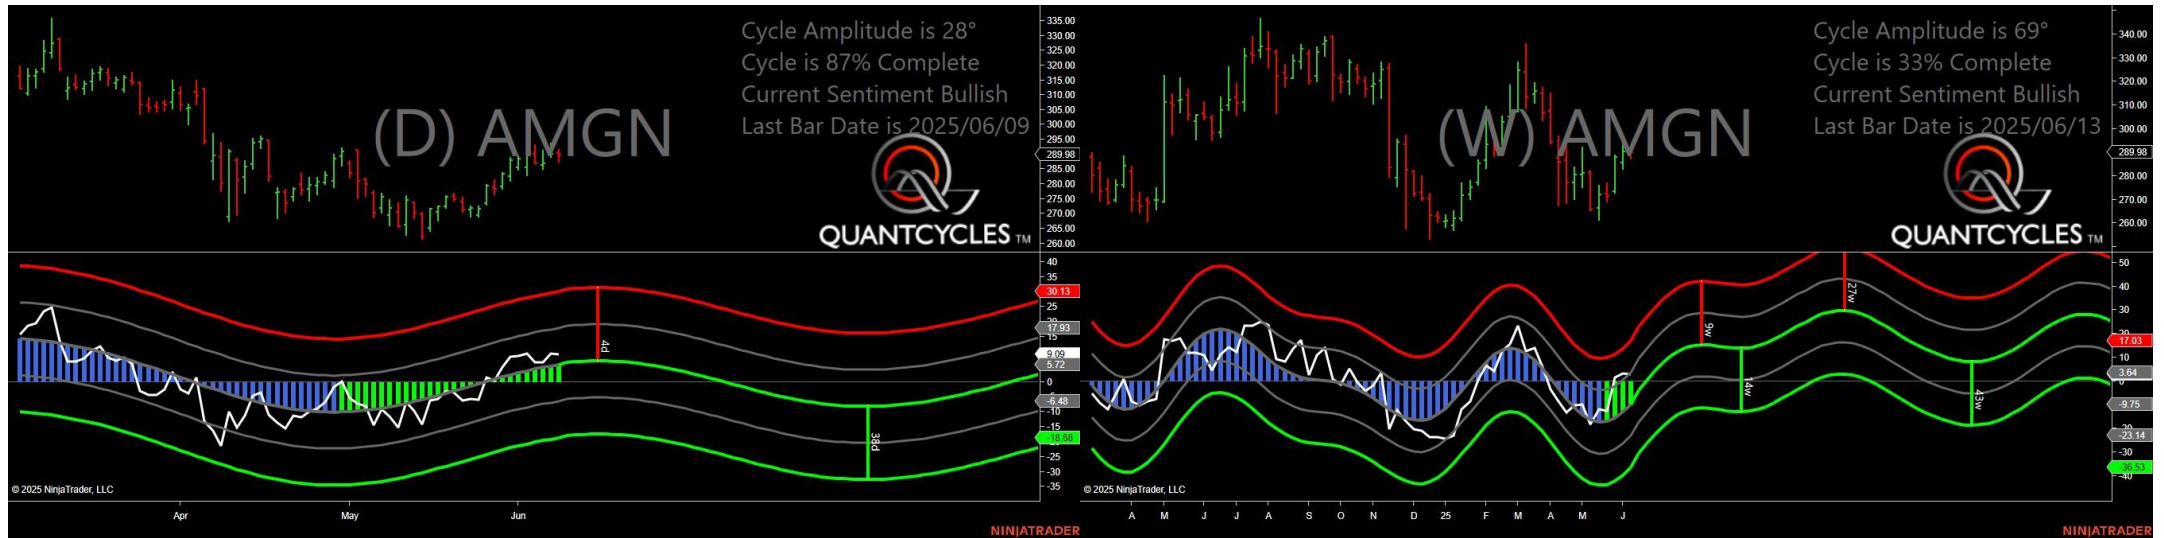 Cycle Amplitude is 28°
Cycle is 87% Complete
Current Sentiment Bullish
Last Bar Date is 2025/06/09
(D) AMGN
QUANTCYCLES TM
335.00
330.00
325.00
320.00
315.00
310.00
305.00
300.00
295.00
289.98
285.00
280.00
275.00
270.00
265.00
260.00
40
35
30.13
25
17.93
15
9.09
5.72
0
-6.48
-10
-15
-18.68
-25
-30
-35
4d
38d
© 2025 NinjaTrader, LLC
Apr
May
Jun
NINJATRADER
Cycle Amplitude is 69°
Cycle is 33% Complete
Current Sentiment Bullish
Last Bar Date is 2025/06/13
(W) AMGN
QUANTCYCLES TM
340.00
330.00
320.00
310.00
300.00
289.98
280.00
270.00
260.00
50
40
30
20
17.03
10
3.64
-9.75
-23.14
-30
-36.53
-40
9w
14w
27w
43w
© 2025 NinjaTrader, LLC
A
M
J
J
A
S
O
N
D
25
F
M
A
M
J
NINJATRADER